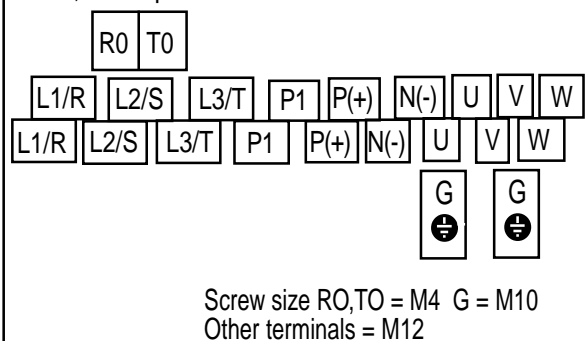 R0 T0
L1/R L2/S L3/T P1 P(+) N(-) U V W
L1/R L2/S L3/T P1 P(+) N(-) U V W
G G
Screw size RO,TO = M4 G = M10
Other terminals = M12